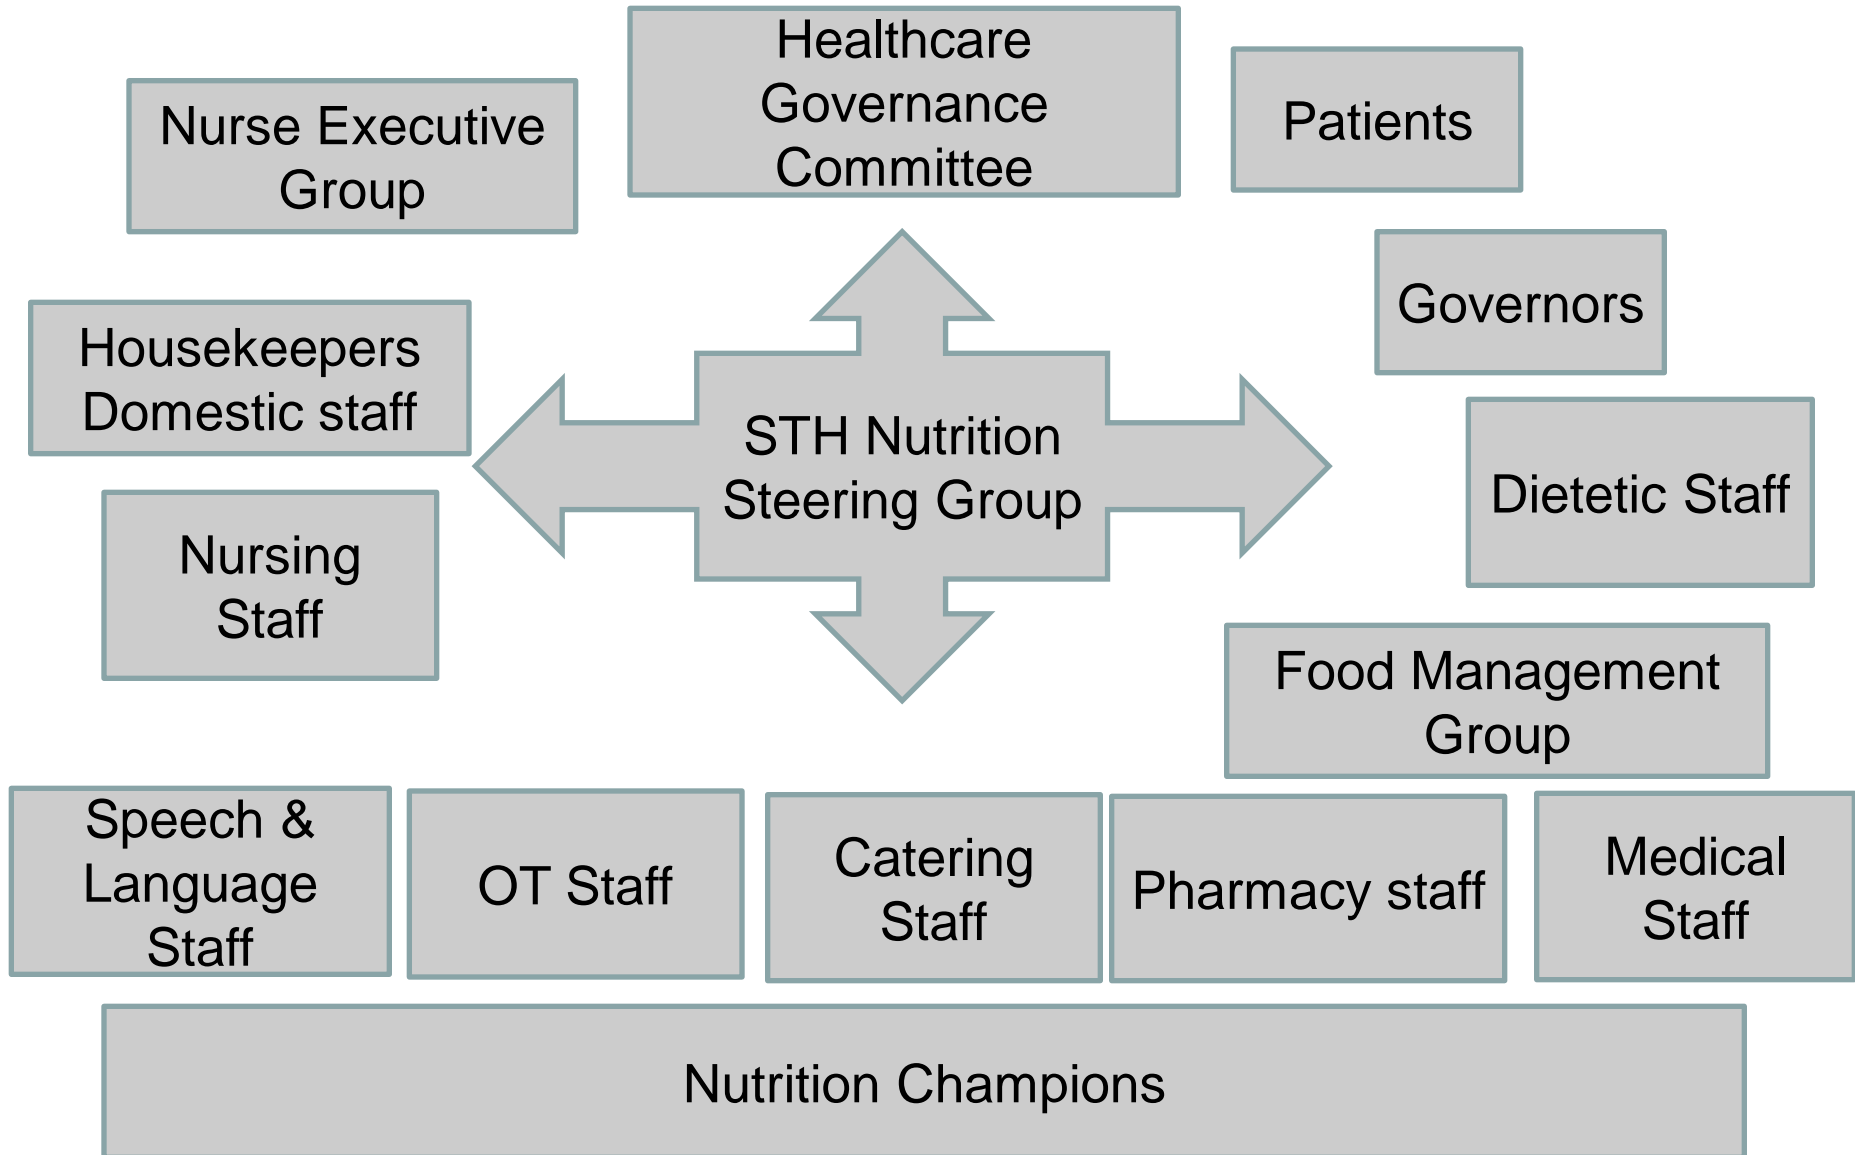 Healthcare
Governance
Committee
Nurse Executive
Group
Patients
Governors
Housekeepers
Domestic staff
STH Nutrition
Steering Group
Dietetic Staff
Nursing
Staff
Food Management
Group
Speech &
Language
Staff
OT Staff
Catering
Staff
Pharmacy staff
Medical
Staff
Nutrition Champions